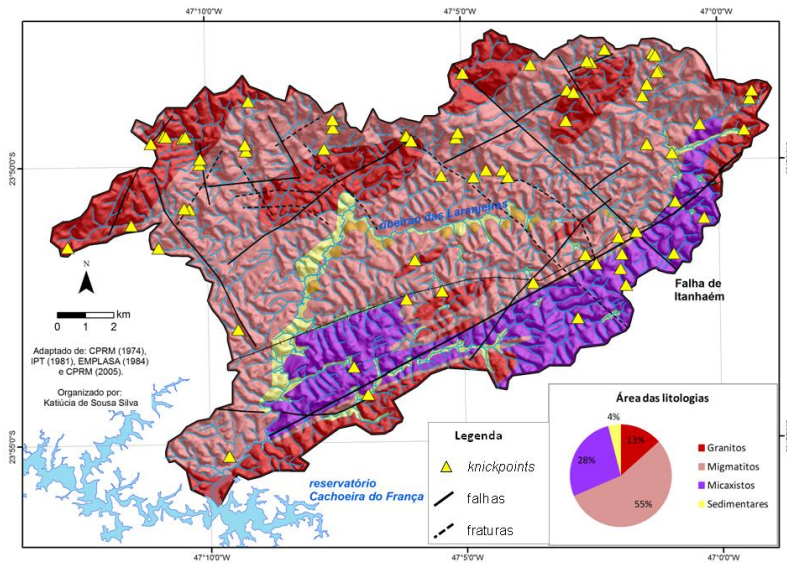 47°10'0"W
47°5'0"W
47°0'0"W
23°50'0"S
ribeirão das Laranjeiras
N
km
0 1 2
Falha de
Itanhaém
Adaptado de: CPRM (1974),
IPT (1981), EMPLASA (1984)
e CPRM (2005).
Organizado por:
Katiúcia de Sousa Silva
23°55'0"S
reservatório
Cachoeira do França
Legenda
knickpoints
falhas
fraturas
Área das litologias
4%
13%
28%
55%
Granitos
Migmatitos
Micaxistos
Sedimentares
47°10'0"W
47°5'0"W
47°0'0"W